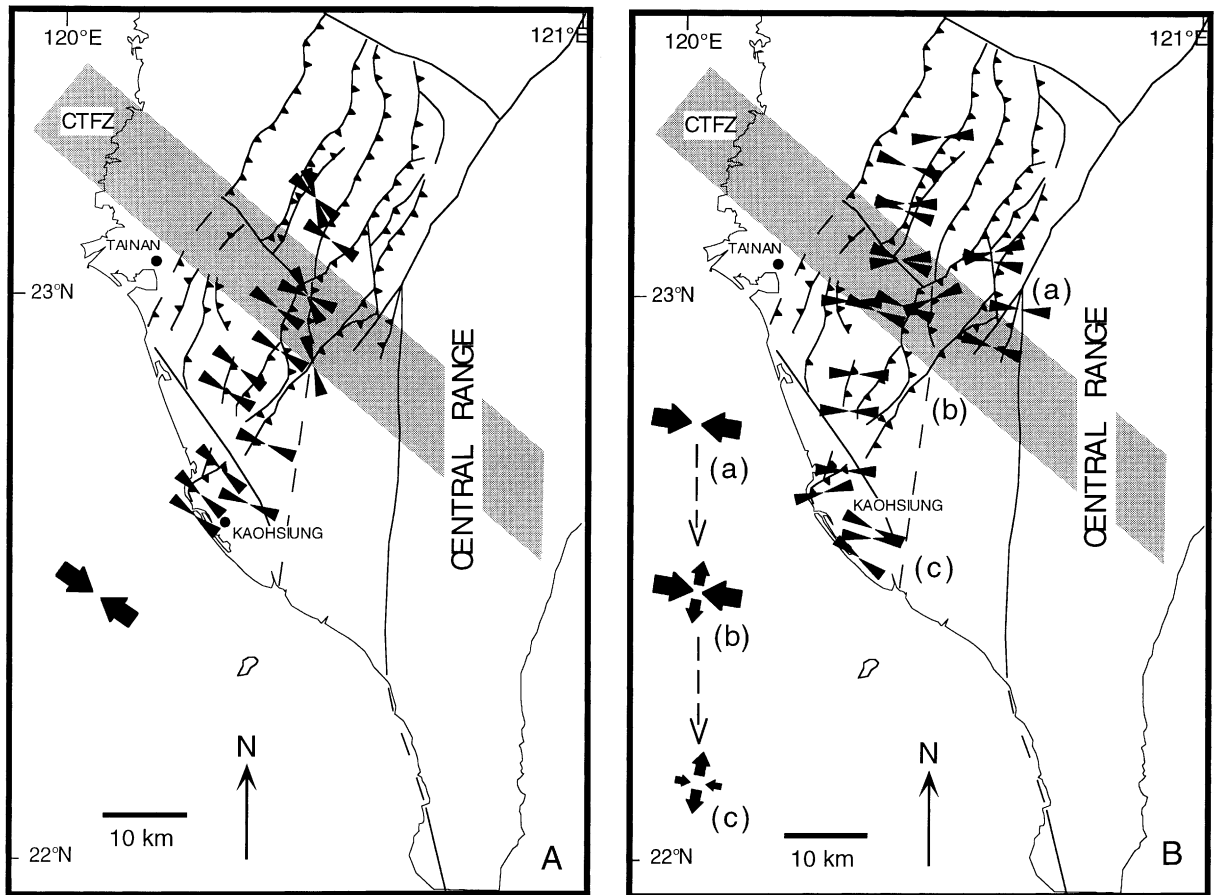 120°E
121°E
CTFZ
TAINAN
23°N
CENTRAL RANGE
KAOHSIUNG
N
10 km
22°N
A
120°E
121°E
CTFZ
TAINAN
23°N
(a)
CENTRAL RANGE
(b)
(a)
KAOHSIUNG
(c)
(b)
N
(c)
10 km
22°N
B